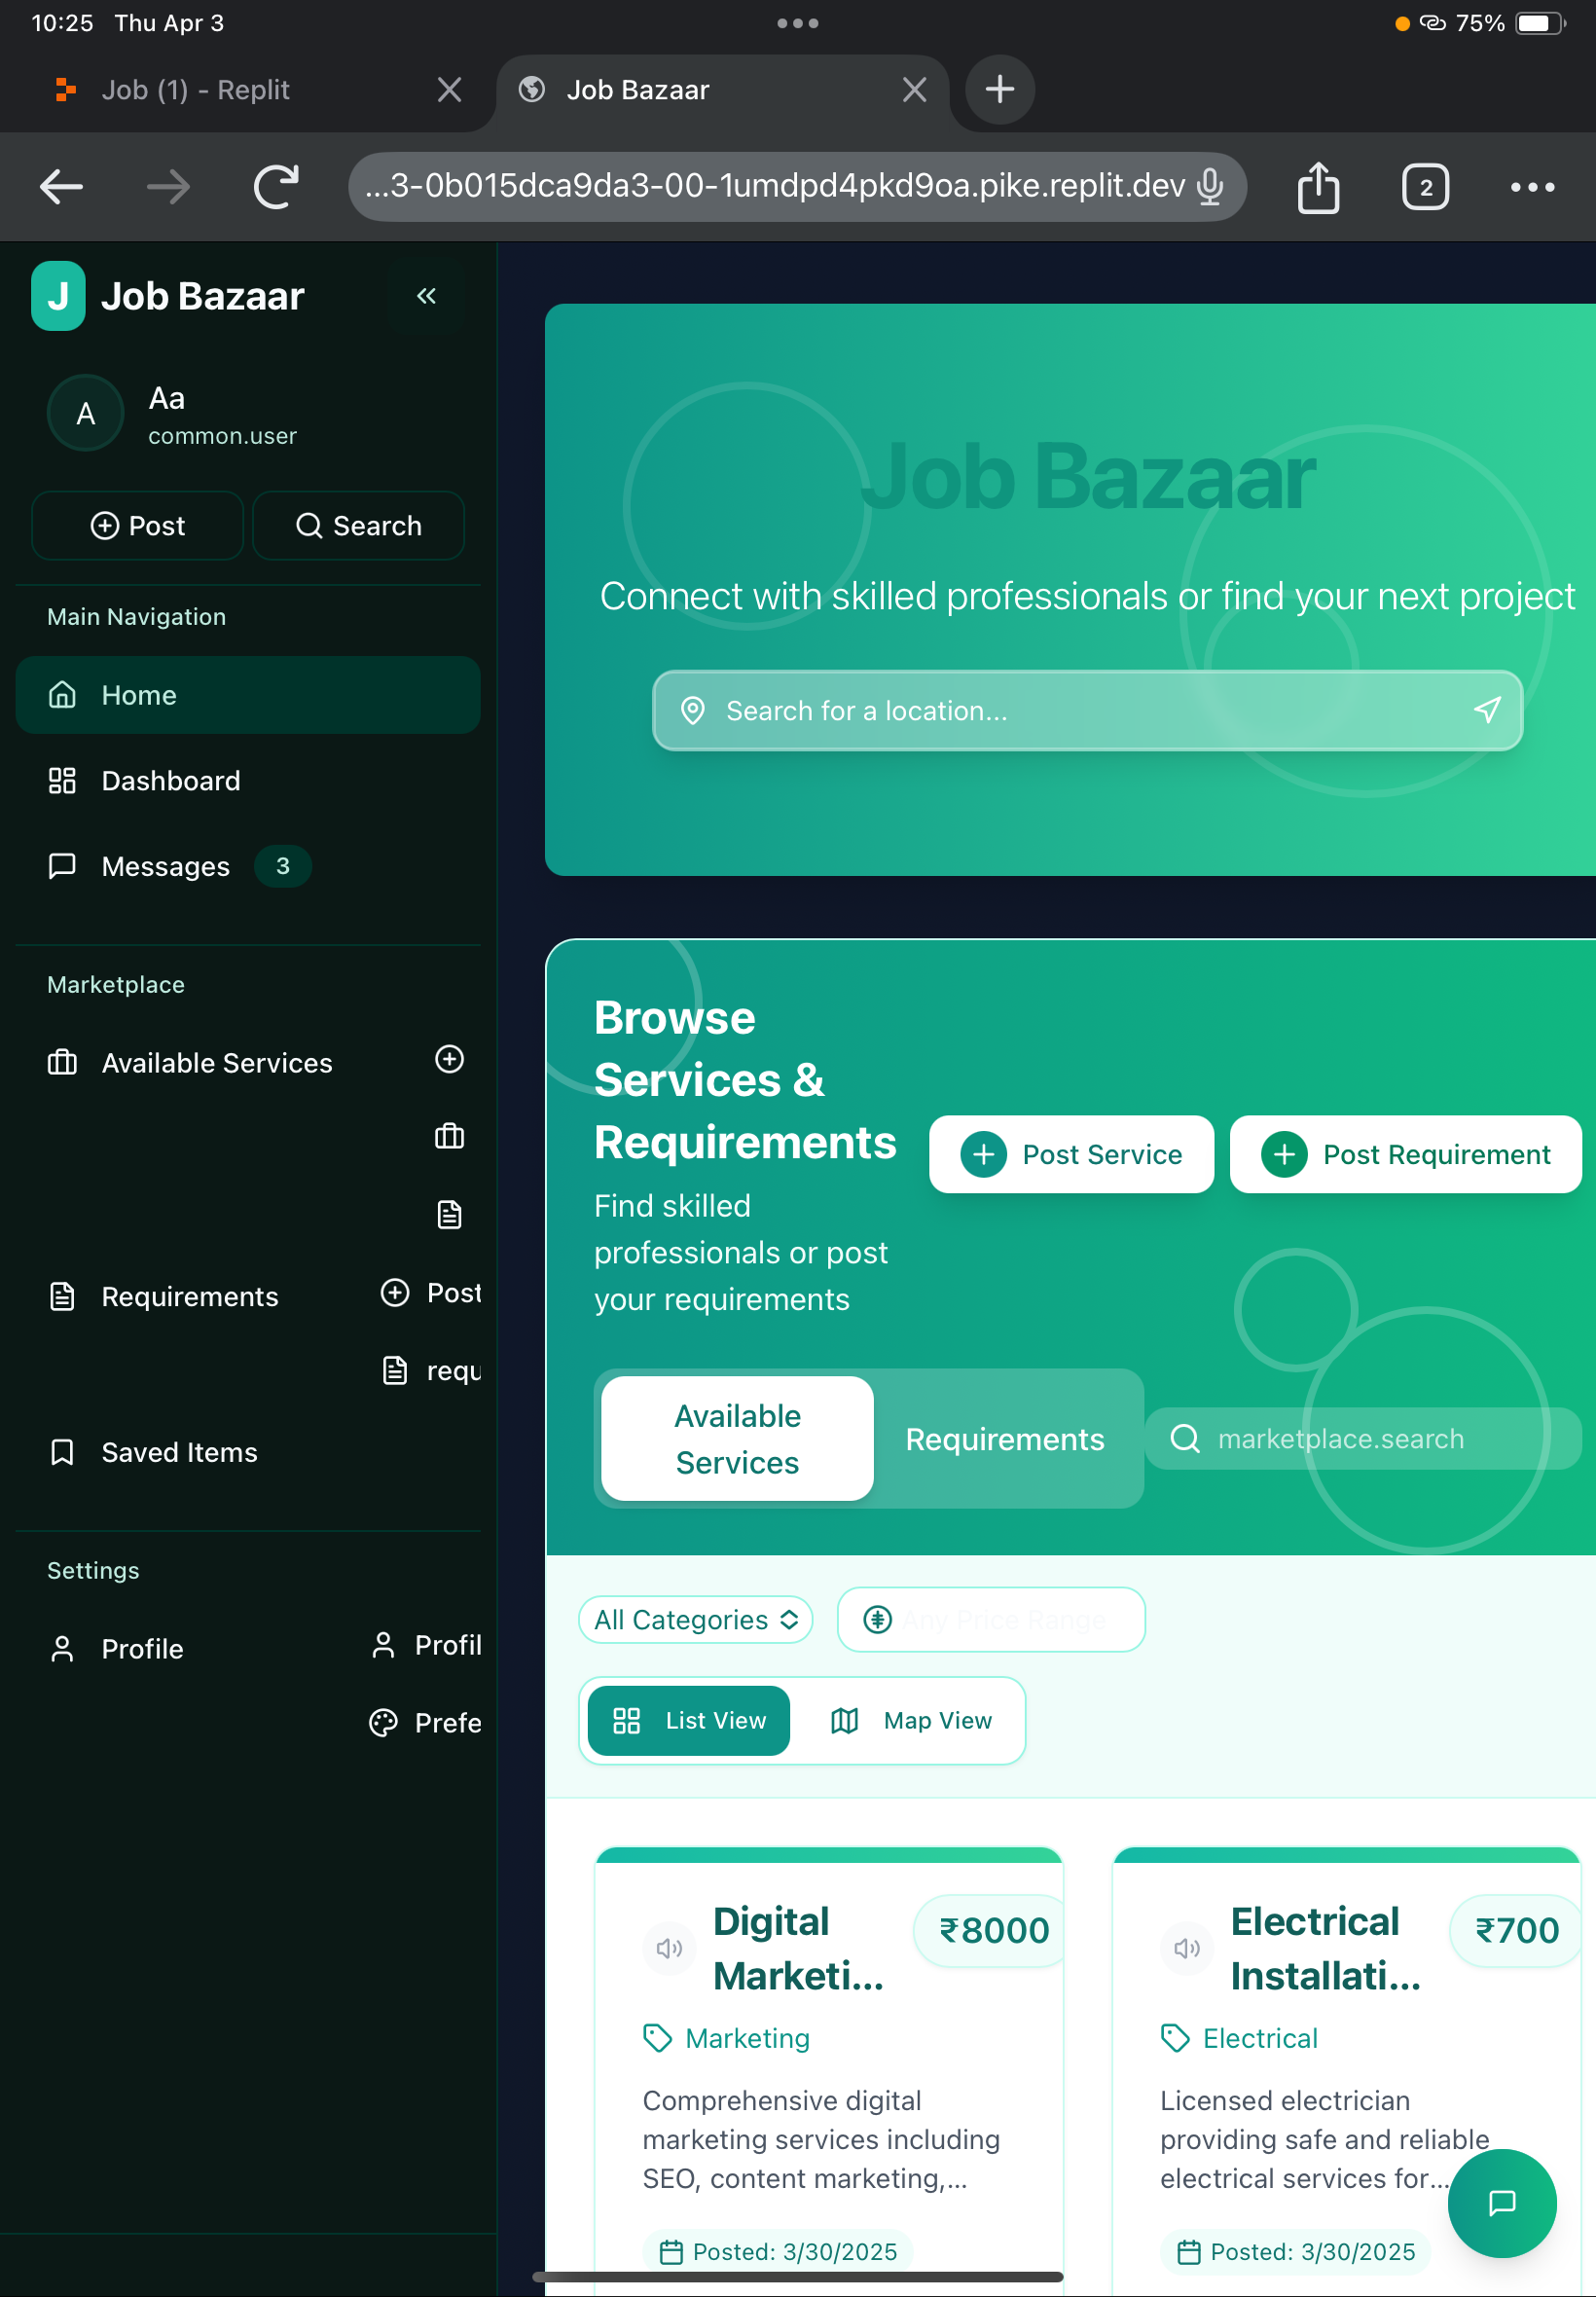 10:25 Thu Apr 3
75%
Job (1) - Replit
Job Bazaar
...3-0b015dca9da3-00-1umdpd4pkd9oa.pike.replit.dev
2
J Job Bazaar
A
Aa
common.user
Post
Search
Main Navigation
Home
Dashboard
Messages 3
Marketplace
Available Services
Requirements
Post
requ
Saved Items
Settings
Profile
Profil
Prefe
Job Bazaar
Connect with skilled professionals or find your next project
Search for a location...
Browse
Services &
Requirements
Find skilled
professionals or post
your requirements
Post Service
Post Requirement
Available
Services
Requirements
marketplace.search
All Categories
Any Price Range
List View
Map View
Digital
Marketi...
₹8000
Marketing
Comprehensive digital
marketing services including
SEO, content marketing,...
Posted: 3/30/2025
Electrical
Installati...
₹700
Electrical
Licensed electrician
providing safe and reliable
electrical services for...
Posted: 3/30/2025